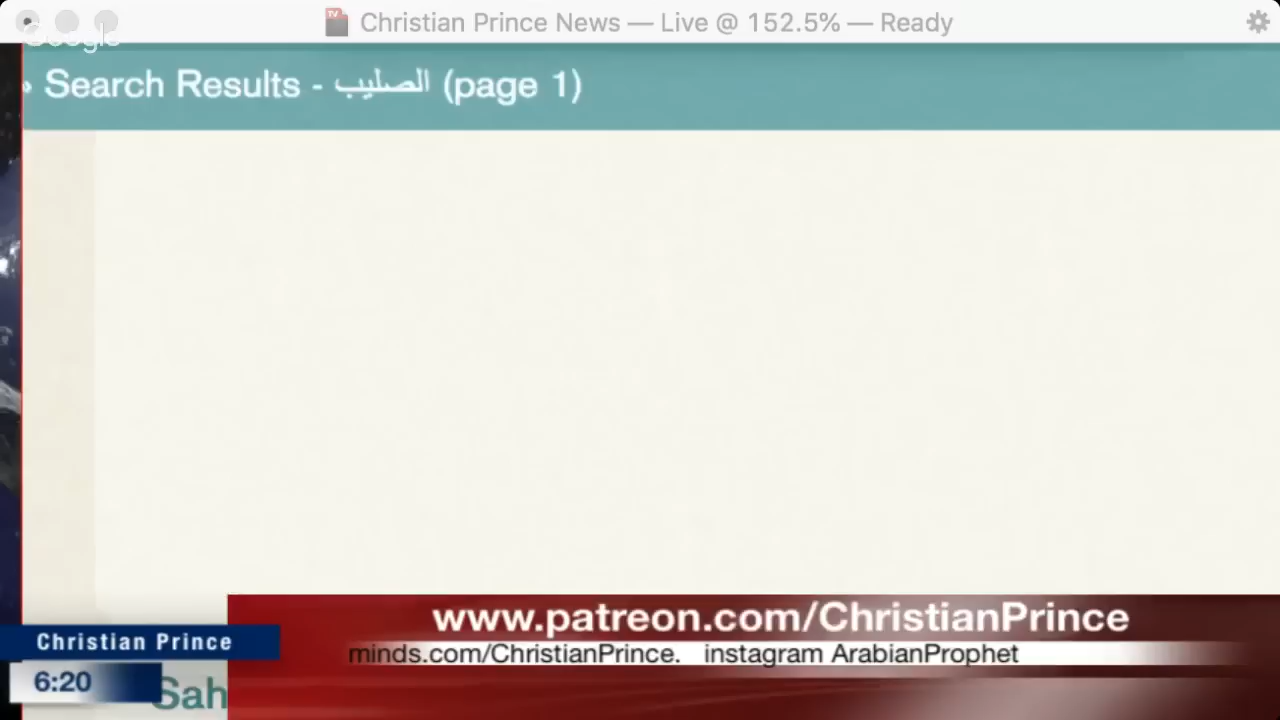 Christian Prince News — Live @ 152.5% — Ready
Google
» Search Results - الصليب (page 1)
www.patreon.com/ChristianPrince
Christian Prince
minds.com/ChristianPrince. instagram ArabianProphet
6:20
Sah